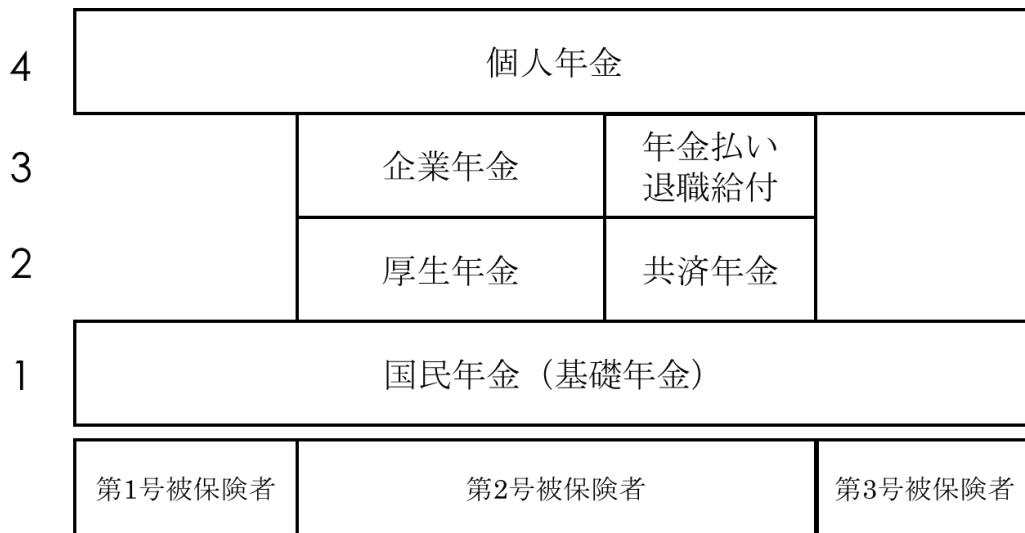 4
個人年金
3
企業年金
年金払い
退職給付
2
厚生年金
共済年金
1
国民年金（基礎年金）
第1号被保険者
第2号被保険者
第3号被保険者